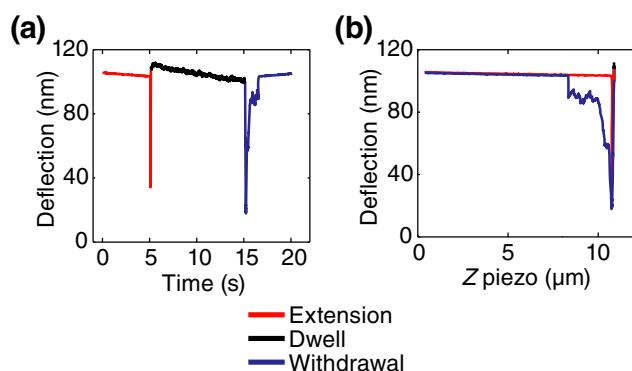 (a)
Deflection (nm)
120
80
40
0
0 5 10 15 20
Time (s)
(b)
Deflection (nm)
120
80
40
0
0 5 10
Z piezo (µm)
Extension
Dwell
Withdrawal